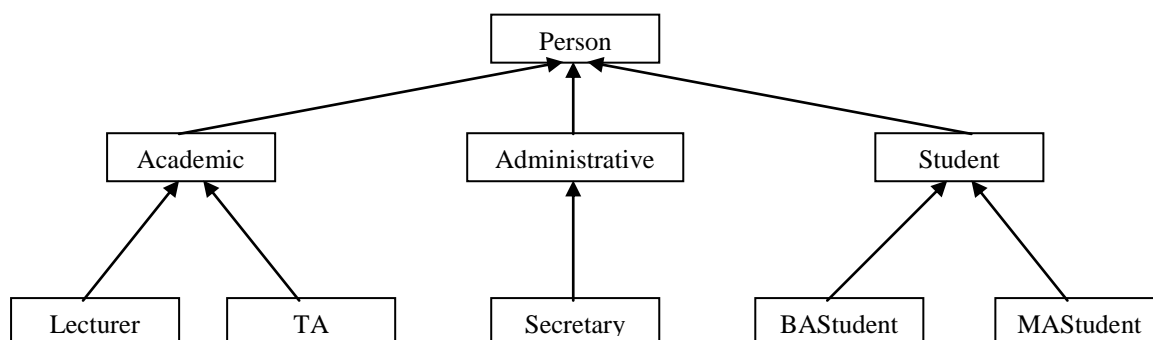 Person
Academic
Administrative
Student
Lecturer
TA
Secretary
BAStudent
MAStudent